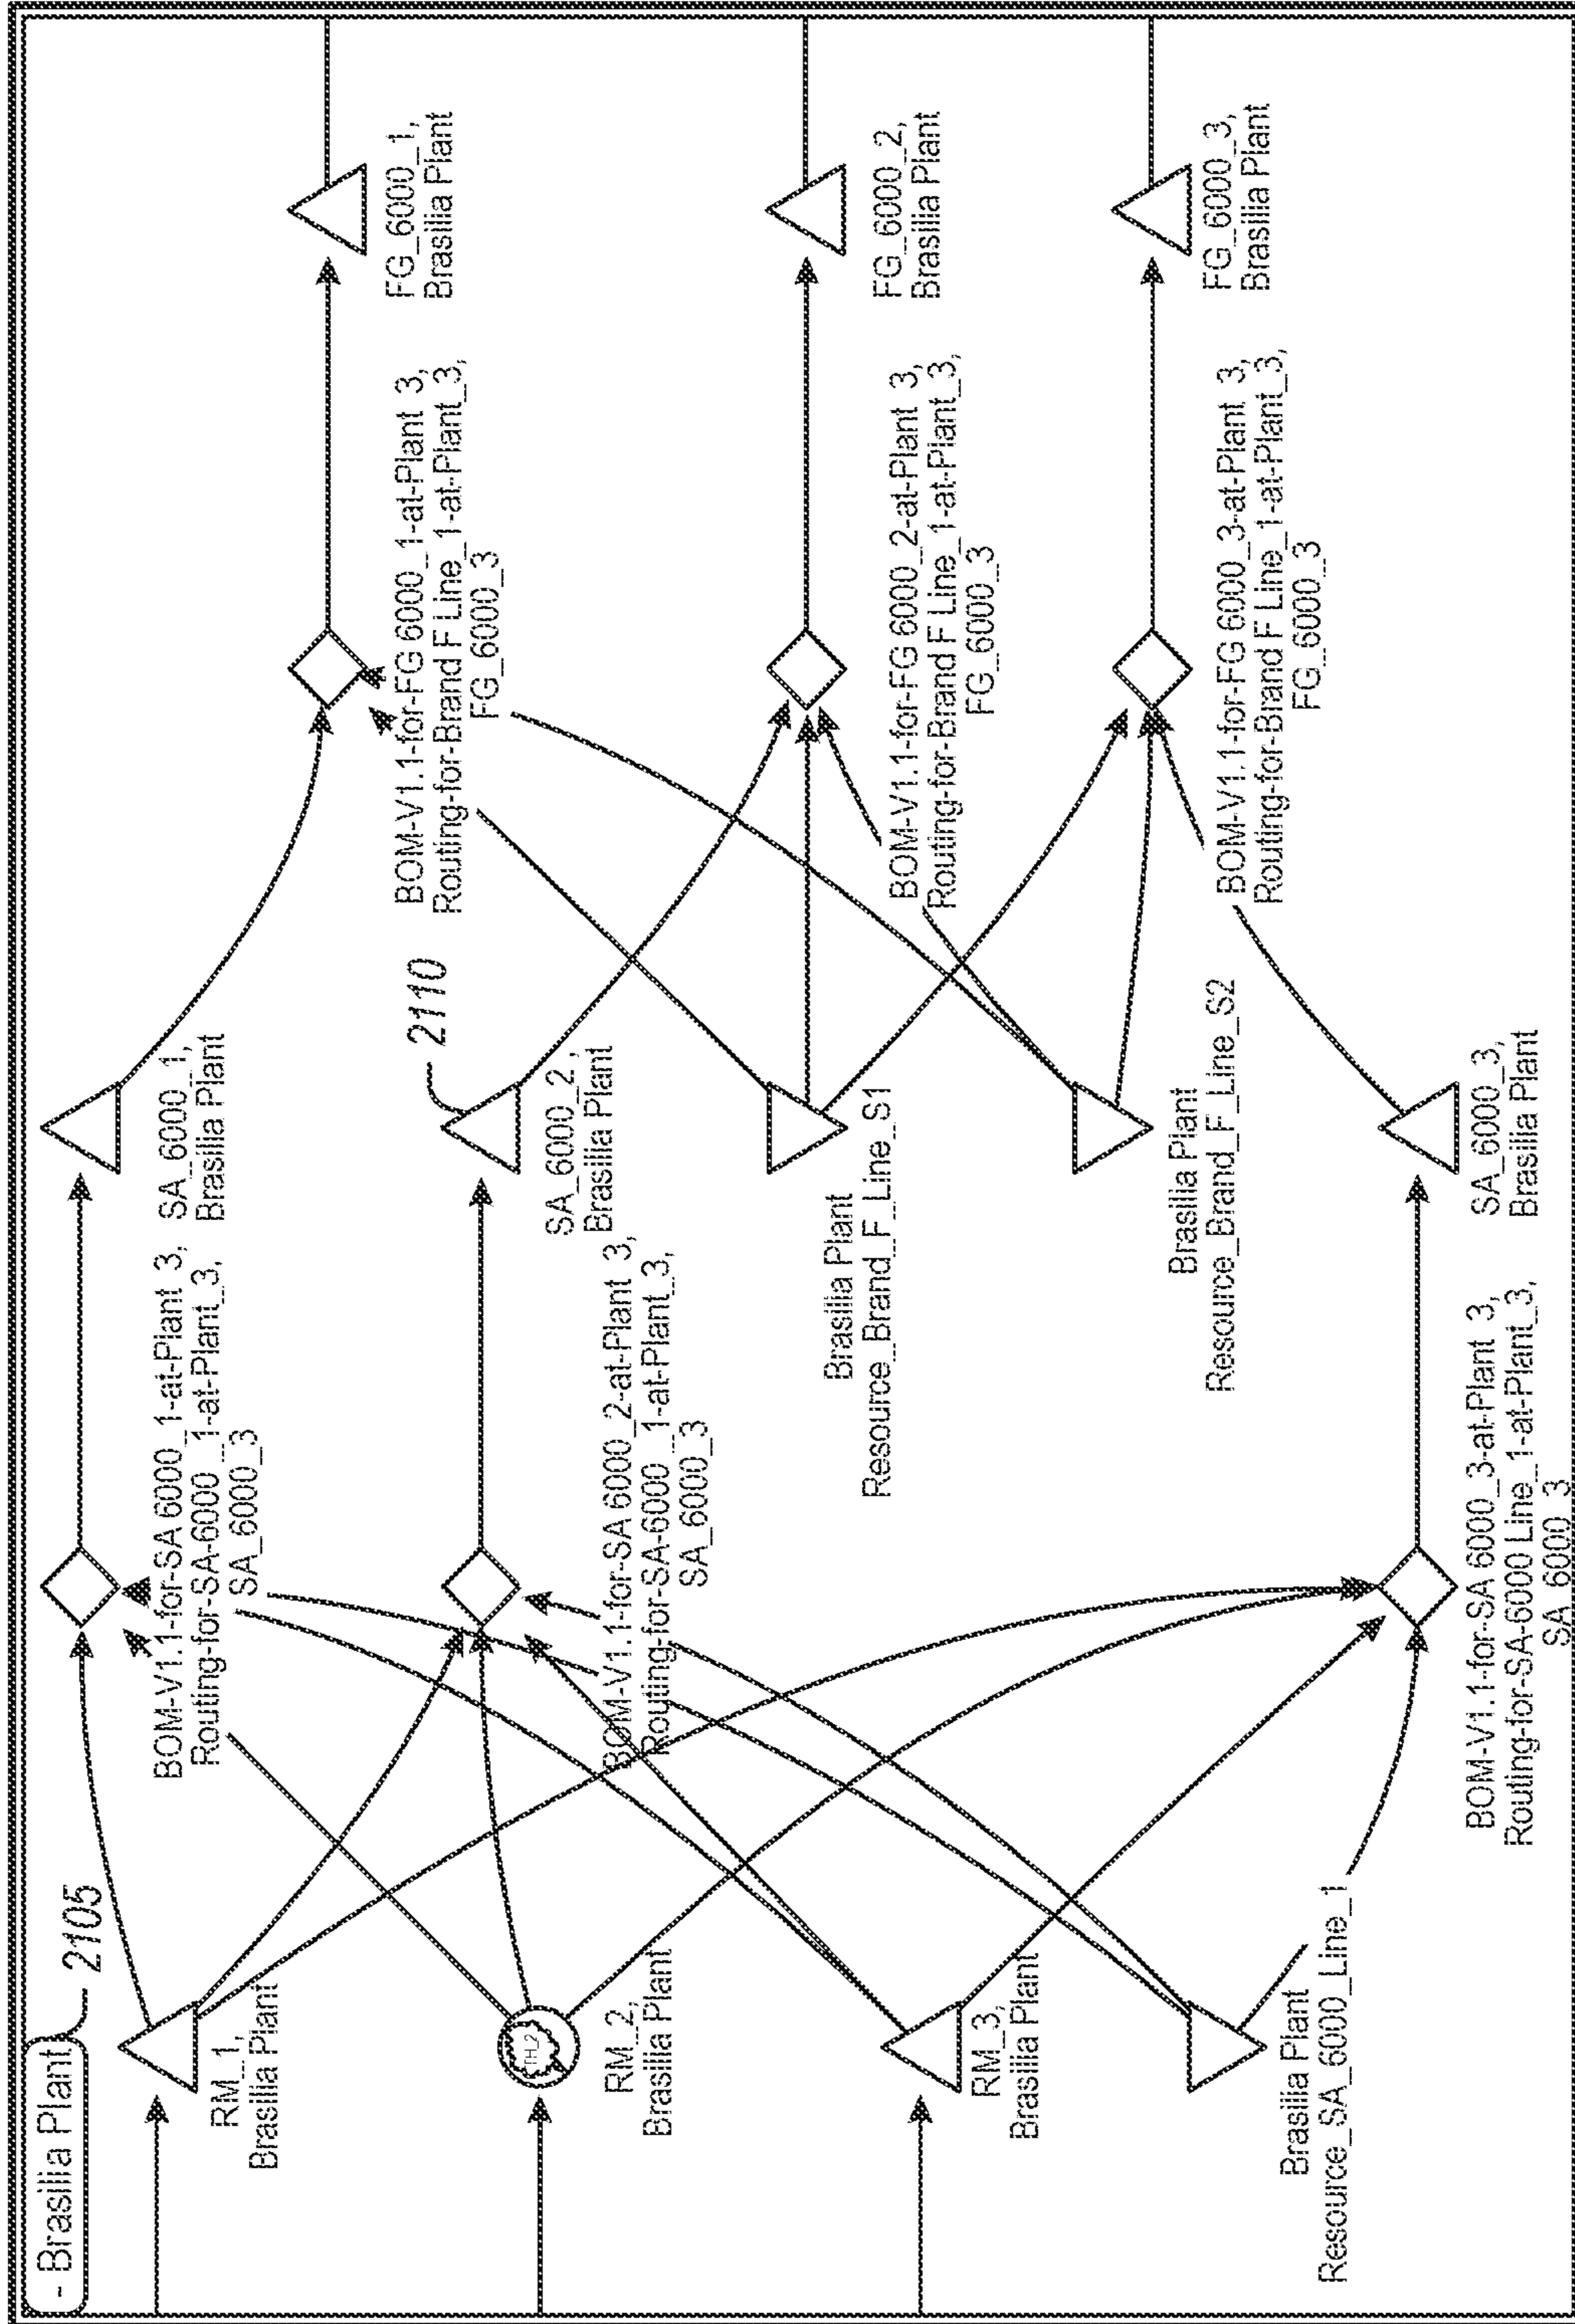 - Brasilia Plant
2105
RM_1,
Brasilia Plant
TH_2
RM_2,
Brasilia Plant
RM_3,
Brasilia Plant
Brasilia Plant
Resource_SA_6000_Line_1
BOM-V1.1-for-SA 6000_1-at-Plant 3,
Routing-for-SA-6000 _1-at-Plant_3,
SA_6000_3
BOM-V1.1-for-SA 6000_2-at-Plant 3,
Routing-for-SA-6000 _1-at-Plant_3,
SA_6000_3
BOM-V1.1-for-SA 6000_3-at-Plant 3,
Routing-for-SA-6000 Line_1-at-Plant_3,
SA_6000_3
SA_6000_1,
Brasilia Plant
2110
SA_6000_2,
Brasilia Plant
Brasilia Plant
Resource_Brand_F_Line_S1
Brasilia Plant
Resource_Brand_F_Line_S2
SA_6000_3,
Brasilia Plant
BOM-V1.1-for-FG 6000_1-at-Plant 3,
Routing-for-Brand F Line_1-at-Plant_3,
FG_6000_3
BOM-V1.1-for-FG 6000_2-at-Plant 3,
Routing-for-Brand F Line_1-at-Plant_3,
FG_6000_3
BOM-V1.1-for-FG 6000_3-at-Plant 3,
Routing-for-Brand F Line_1-at-Plant_3,
FG_6000_3
FG_6000_1,
Brasilia Plant
FG_6000_2,
Brasilia Plant
FG_6000_3,
Brasilia Plant